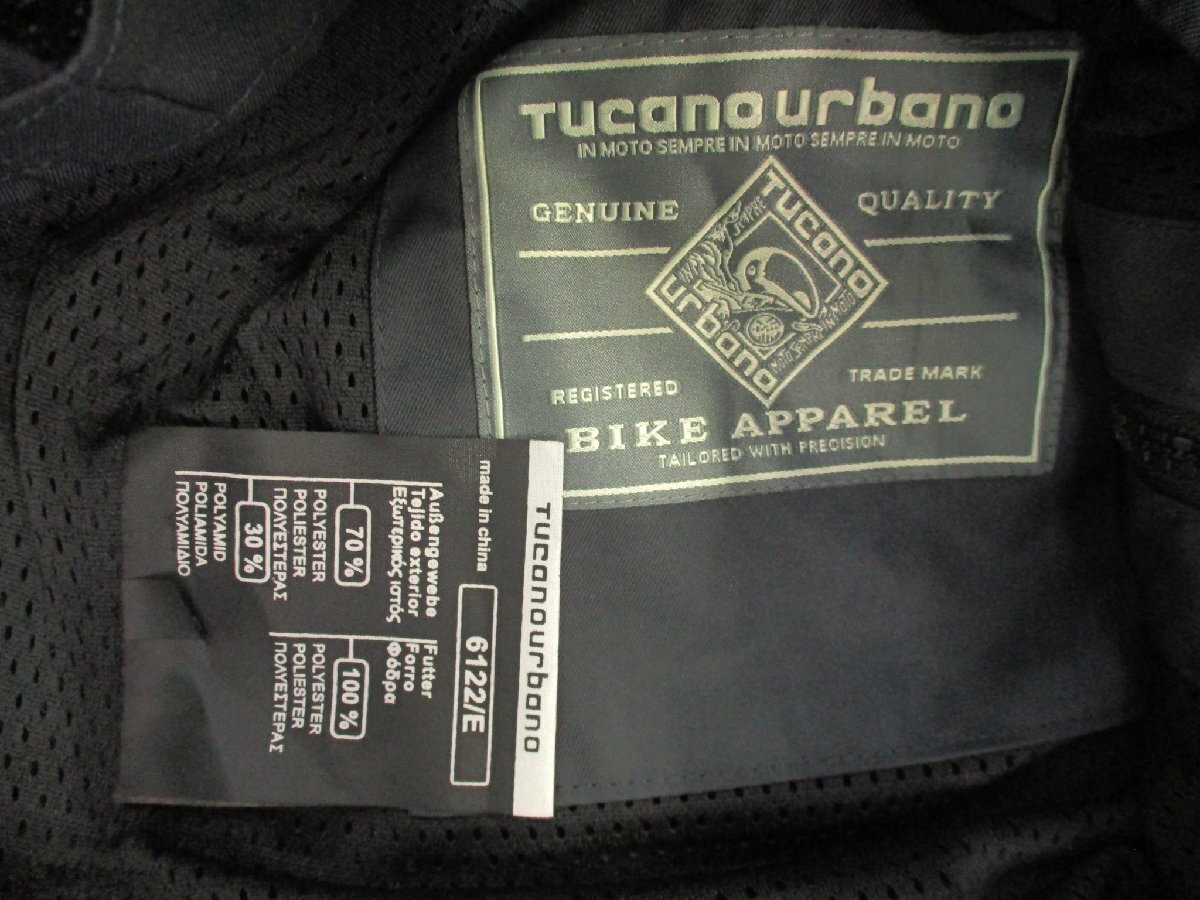 Tucano urbano
IN MOTO SEMPRE IN MOTO SEMPRE IN MOTO
GENUINE
QUALITY
Tucano
urbano
REGISTERED
TRADE MARK
BIKE APPAREL
TAILORED WITH PRECISION
Tucano urbano
made in china
6122/E
Außengewebe
Tejido exterior
Εξωτερικός ιστός
70 %
POLYESTER
POLIESTER
ΠΟΛΥΕΣΤΕΡΑΣ
30 %
POLYAMID
POLIAMIDA
ΠΟΛΥΑΜΙΔΙΟ
Futter
Forro
Φόδρα
100 %
POLYESTER
POLIESTER
ΠΟΛΥΕΣΤΕΡΑΣ